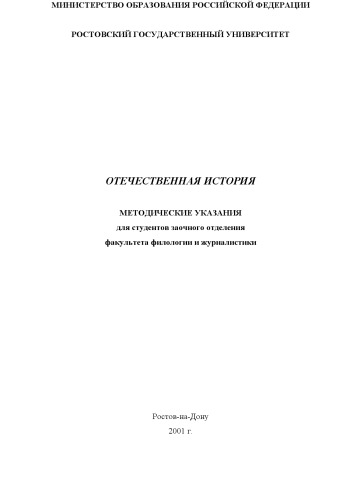 МИНИСТЕРСТВО ОБРАЗОВАНИЯ РОССИЙСКОЙ ФЕДЕРАЦИИ
РОСТОВСКИЙ ГОСУДАРСТВЕННЫЙ УНИВЕРСИТЕТ
ОТЕЧЕСТВЕННАЯ ИСТОРИЯ
МЕТОДИЧЕСКИЕ УКАЗАНИЯ
для студентов заочного отделения
факультета филологии и журналистики
Ростов-на-Дону
2001 г.